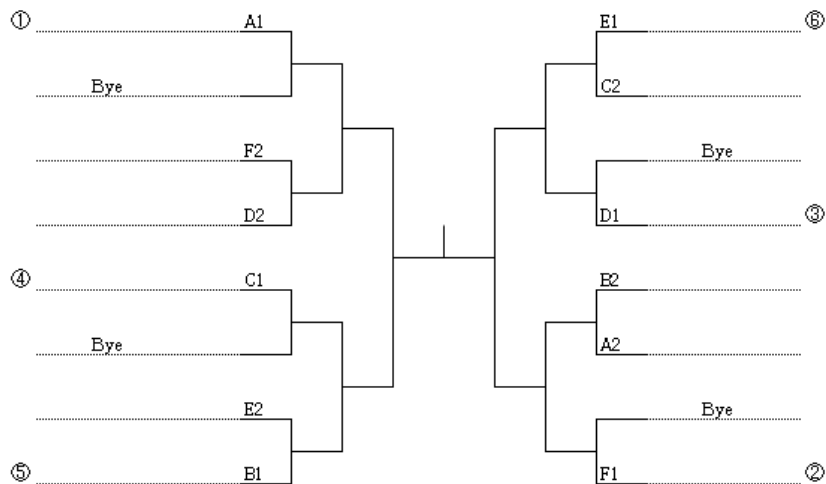 ① A1
Bye
F2
D2
④ C1
Bye
E2
⑤ B1
E1 ⑥
C2
Bye
D1 ③
B2
A2
Bye
F1 ②